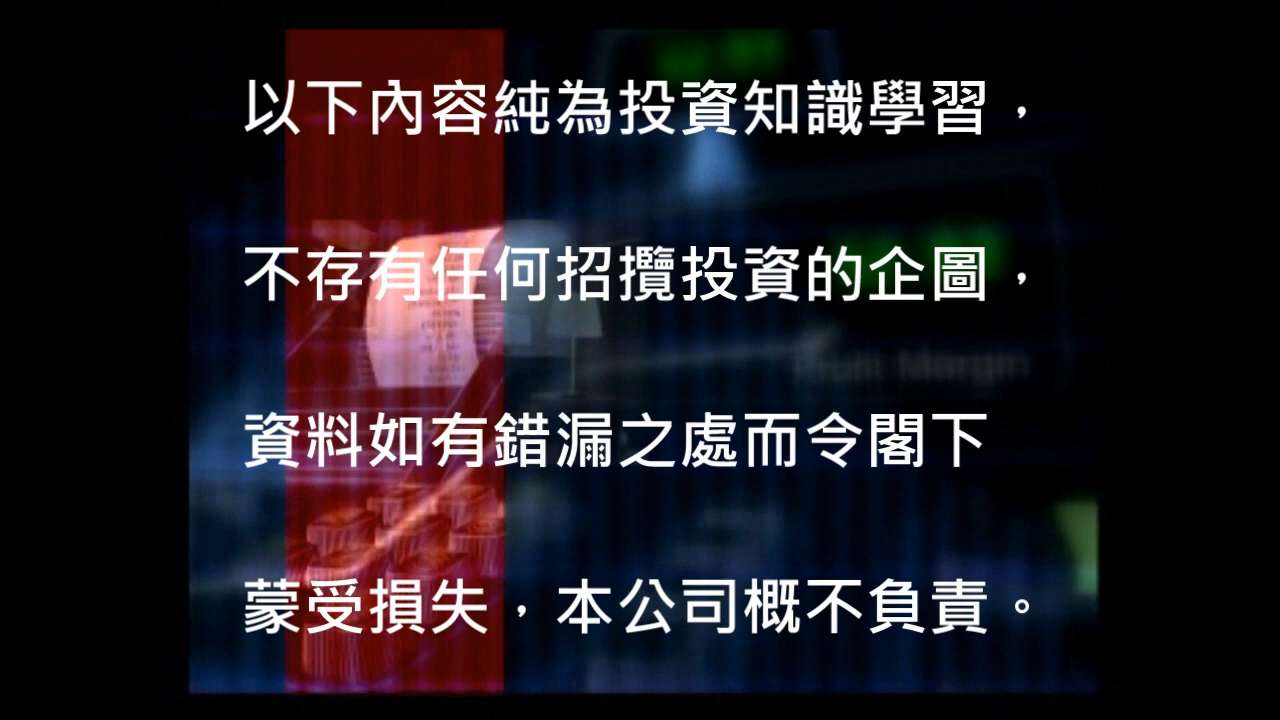 以下內容純為投資知識學習，
不存有任何招攬投資的企圖，
資料如有錯漏之處而令閣下
蒙受損失，本公司概不負責。